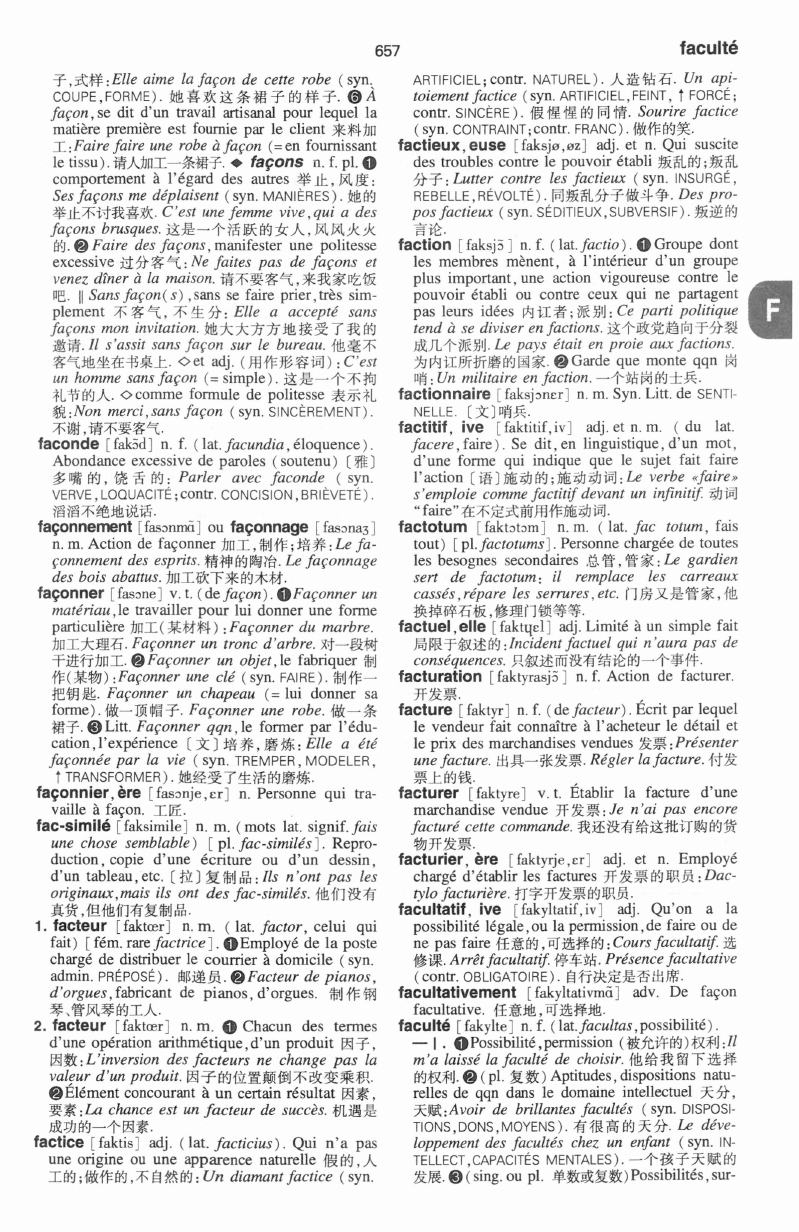 657
faculté
子,式样:Elle aime la façon de cette robe (syn.
COUPE,FORME). 她喜欢这条裙子的样子. ❻ À
façon,se dit d'un travail artisanal pour lequel la
matière première est fournie par le client 来料加
工:Faire faire une robe à façon (=en fournissant
le tissu). 请人加工一条裙子. ◆ façons n. f. pl. ❶
comportement à l'égard des autres 举止,风度:
Ses façons me déplaisent (syn. MANIÈRES). 她的
举止不讨我喜欢. C'est une femme vive,qui a des
façons brusques. 这是一个活跃的女人,风风火火
的. ❷ Faire des façons,manifester une politesse
excessive 过分客气:Ne faites pas de façons et
venez dîner à la maison. 请不要客气,来我家吃饭
吧. ‖ Sans façon(s),sans se faire prier,très sim-
plement 不客气,不生分: Elle a accepté sans
façons mon invitation. 她大大方方地接受了我的
邀请. Il s'assit sans façon sur le bureau. 他毫不
客气地坐在书桌上. ◇et adj. (用作形容词):C'est
un homme sans façon (=simple). 这是一个不拘
礼节的人. ◇comme formule de politesse 表示礼
貌:Non merci,sans façon (syn. SINCÈREMENT).
不谢,请不要客气.
faconde [fakɔ̃d] n. f. (lat. facundia,éloquence).
Abondance excessive de paroles (soutenu) 〔雅〕
多嘴的,饶舌的: Parler avec faconde (syn.
VERVE,LOQUACITÉ;contr. CONCISION,BRIÈVETÉ).
滔滔不绝地说话.
façonnement [fasɔnmɑ̃] ou façonnage [fasɔnaʒ]
n. m. Action de façonner 加工,制作;培养:Le fa-
çonnement des esprits. 精神的陶冶. Le façonnage
des bois abattus. 加工砍下来的木材.
façonner [fasɔne] v. t. (de façon). ❶Façonner un
matériau,le travailler pour lui donner une forme
particulière 加工(某材料):Façonner du marbre.
加工大理石. Façonner un tronc d'arbre. 对一段树
干进行加工. ❷Façonner un objet,le fabriquer 制
作(某物):Façonner une clé (syn. FAIRE). 制作一
把钥匙. Façonner un chapeau (= lui donner sa
forme). 做一顶帽子. Façonner une robe. 做一条
裙子. ❸Litt. Façonner qqn,le former par l'édu-
cation,l'expérience 〔文〕培养,磨炼: Elle a été
façonnée par la vie (syn. TREMPER, MODELER,
↑TRANSFORMER). 她经受了生活的磨炼.
façonnier,ère [fasɔnje,ɛr] n. Personne qui tra-
vaille à façon. 工匠.
fac-similé [faksimile] n. m. (mots lat. signif. fais
une chose semblable) [ pl. fac-similés]. Repro-
duction, copie d'une écriture ou d'un dessin,
d'un tableau,etc. 〔拉〕复制品:Ils n'ont pas les
originaux,mais ils ont des fac-similés. 他们没有
真货,但他们有复制品.
1. facteur [faktœr] n. m. (lat. factor, celui qui
fait) [fém. rare factrice]. ❶Employé de la poste
chargé de distribuer le courrier à domicile (syn.
admin. PRÉPOSÉ). 邮递员. ❷Facteur de pianos,
d'orgues,fabricant de pianos,d'orgues. 制作钢
琴、管风琴的工人.
2. facteur [faktœr] n. m. ❶ Chacun des termes
d'une opération arithmétique,d'un produit 因子,
因数:L'inversion des facteurs ne change pas la
valeur d'un produit. 因子的位置颠倒不改变乘积.
❷Élément concourant à un certain résultat 因素,
要素:La chance est un facteur de succès. 机遇是
成功的一个因素.
factice [faktis] adj. (lat. facticius). Qui n'a pas
une origine ou une apparence naturelle 假的,人
工的;做作的,不自然的:Un diamant factice (syn.
ARTIFICIEL;contr. NATUREL). 人造钻石. Un api-
toiement factice (syn. ARTIFICIEL,FEINT, ↑FORCÉ;
contr. SINCÈRE). 假惺惺的同情. Sourire factice
(syn. CONTRAINT;contr. FRANC). 做作的笑.
factieux,euse [faksjø,øz] adj. et n. Qui suscite
des troubles contre le pouvoir établi 叛乱的;叛乱
分子:Lutter contre les factieux (syn. INSURGÉ,
REBELLE,RÉVOLTÉ). 同叛乱分子做斗争. Des pro-
pos factieux (syn. SÉDITIEUX,SUBVERSIF). 叛逆的
言论.
faction [faksjɔ̃] n. f. (lat. factio). ❶Groupe dont
les membres mènent, à l'intérieur d'un groupe
plus important,une action vigoureuse contre le
pouvoir établi ou contre ceux qui ne partagent
pas leurs idées 内讧者;派别:Ce parti politique
tend à se diviser en factions. 这个政党趋向于分裂
成几个派别. Le pays était en proie aux factions.
为内讧所折磨的国家. ❷Garde que monte qqn 岗
哨:Un militaire en faction. 一个站岗的士兵.
factionnaire [faksjɔnɛr] n. m. Syn. Litt. de SENTI-
NELLE. 〔文〕哨兵.
factitif, ive [faktitif,iv] adj. et n. m. ( du lat.
facere,faire). Se dit,en linguistique,d'un mot,
d'une forme qui indique que le sujet fait faire
l'action 〔语〕施动的;施动动词:Le verbe «faire»
s'emploie comme factitif devant un infinitif. 动词
“faire”在不定式前用作施动词.
factotum [faktɔtɔm] n. m. (lat. fac totum, fais
tout) [pl.factotums]. Personne chargée de toutes
les besognes secondaires 总管,管家:Le gardien
sert de factotum: il remplace les carreaux
cassés,répare les serrures,etc. 门房又是管家,他
换掉碎石板,修理门锁等等.
factuel,elle [faktɥɛl] adj. Limité à un simple fait
局限于叙述的:Incident factuel qui n'aura pas de
conséquences. 只叙述而没有结论的一个事件.
facturation [faktyrasjɔ̃] n. f. Action de facturer.
开发票.
facture [faktyr] n. f. (de facteur). Écrit par lequel
le vendeur fait connaître à l'acheteur le détail et
le prix des marchandises vendues 发票:Présenter
une facture. 出具一张发票. Régler la facture. 付发
票上的钱.
facturer [faktyre] v. t. Établir la facture d'une
marchandise vendue 开发票:Je n'ai pas encore
facturé cette commande. 我还没有给这批订购的货
物开发票.
facturier, ère [faktyrje,ɛr] adj. et n. Employé
chargé d'établir les factures 开发票的职员:Dac-
tylo facturière. 打字开发票的职员.
facultatif, ive [fakyltatif,iv] adj. Qu'on a la
possibilité légale,ou la permission,de faire ou de
ne pas faire 任意的,可选择的:Cours facultatif. 选
修课. Arrêt facultatif. 停车站. Présence facultative
(contr. OBLIGATOIRE). 自行决定是否出席.
facultativement [fakyltativmɑ̃] adv. De façon
facultative. 任意地,可选择地.
faculté [fakylte] n. f. (lat. facultas,possibilité).
— Ⅰ. ❶Possibilité,permission (被允许的)权利:Il
m'a laissé la faculté de choisir. 他给我留下选择
的权利. ❷(pl. 复数) Aptitudes,dispositions natu-
relles de qqn dans le domaine intellectuel 天分,
天赋:Avoir de brillantes facultés (syn. DISPOSI-
TIONS,DONS,MOYENS). 有很高的天分. Le déve-
loppement des facultés chez un enfant (syn. IN-
TELLECT,CAPACITÉS MENTALES). 一个孩子天赋的
发展. ❸(sing. ou pl. 单数或复数)Possibilités,sur-
F